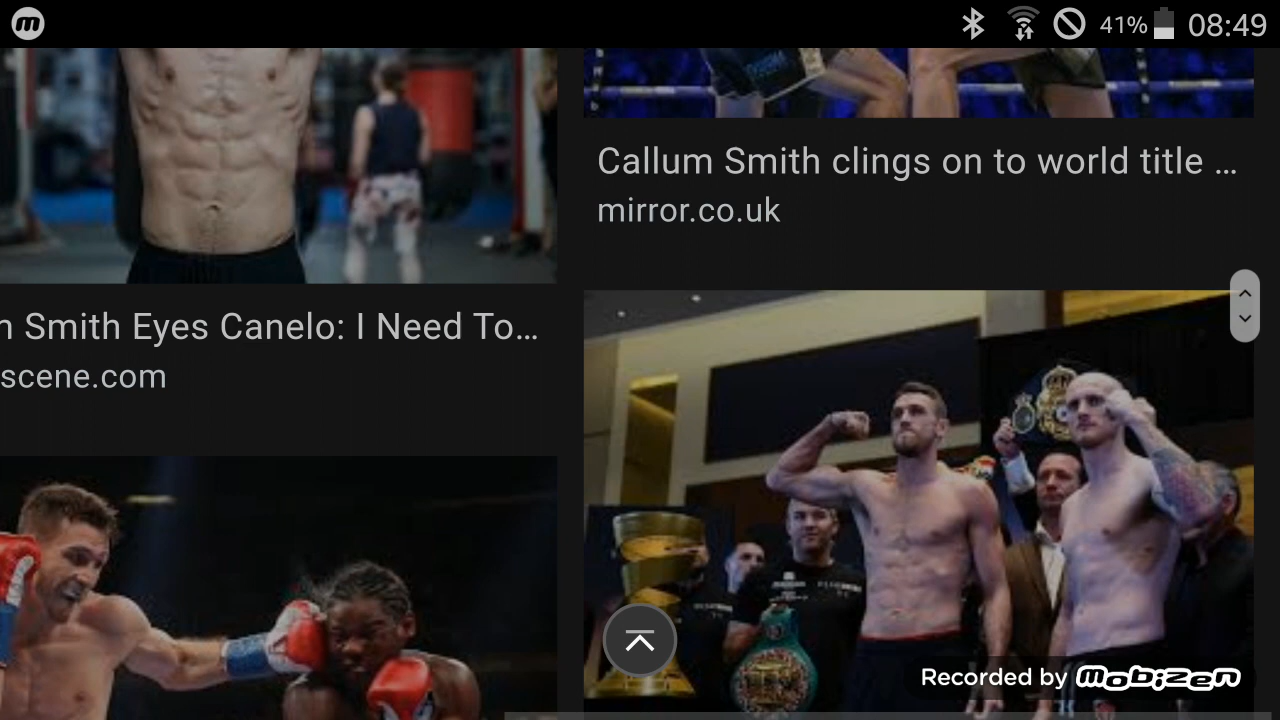 41% 08:49
Callum Smith clings on to world title ...
mirror.co.uk
n Smith Eyes Canelo: I Need To...
scene.com
Recorded by mobizen